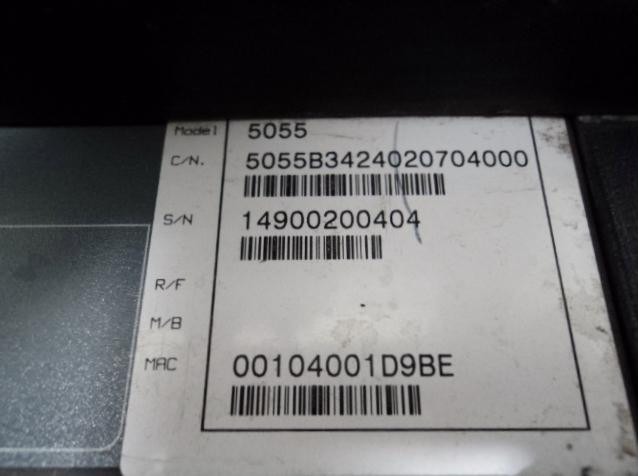 Model 5055
C/N. 5055B3424020704000
S/N 14900200404
R/F
M/B
MAC 00104001D9BE